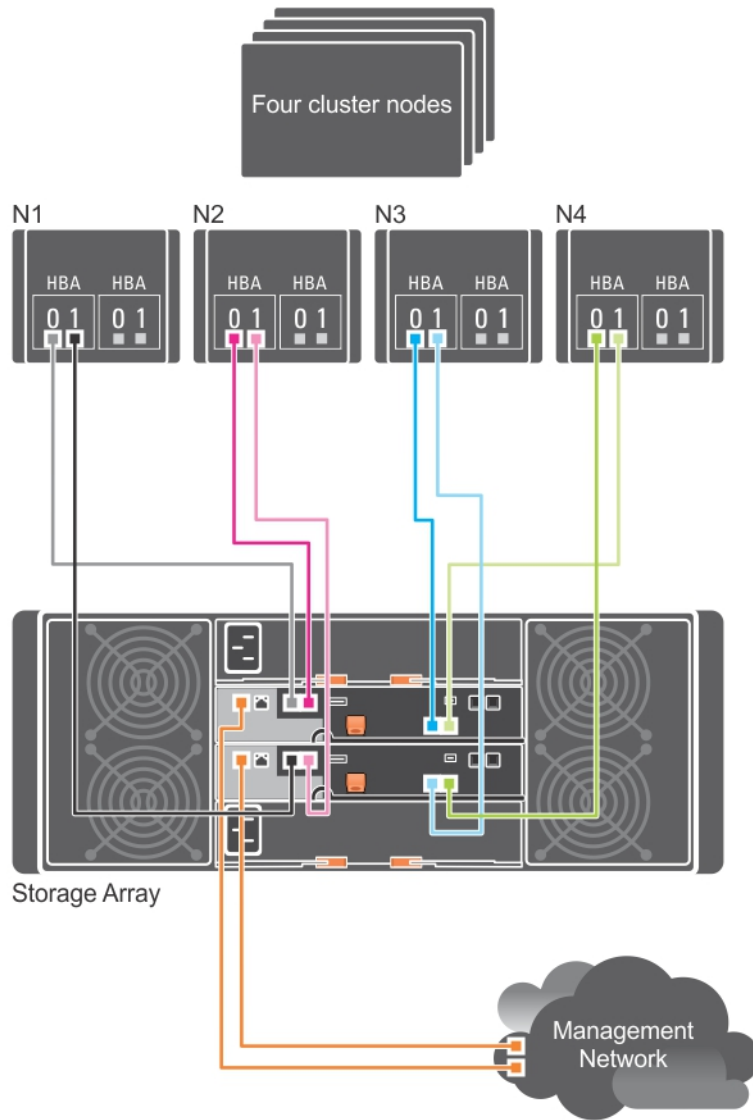 Four cluster nodes
N1
N2
N3
N4
HBA HBA
0 1 0 1
HBA HBA
0 1 0 1
HBA HBA
0 1 0 1
HBA HBA
0 1 0 1
Storage Array
Management
Network